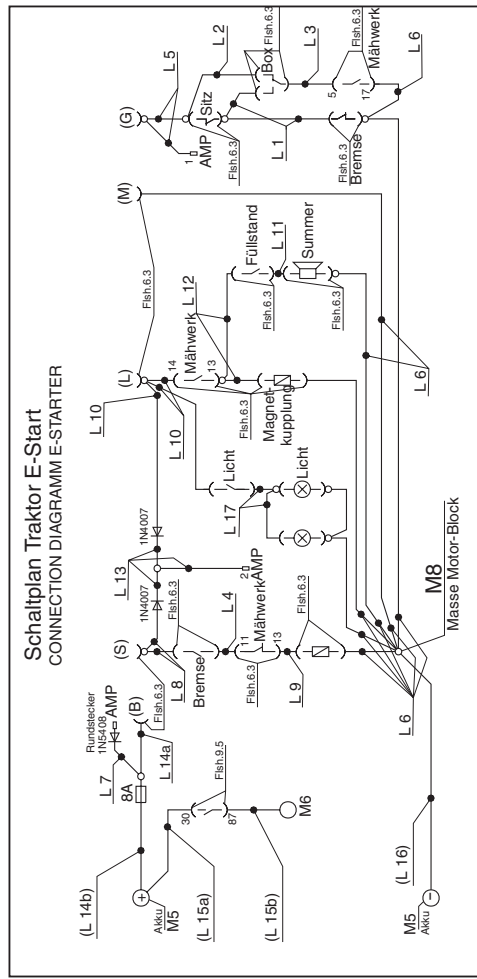 Schaltplan Traktor E-Start
CONNECTION DIAGRAMM E-STARTER
(L 14b)
Akku
M5
(L 15a)
(L 15b)
L 7
8A
Rundstecker
1N5408
AMP
(B)
L14a
Flsh.6.3
30
87
Flsh.9.5
M6
(S)
L 8
Bremse
Flsh.6.3
L 13
1N4007
1N4007
2
AMP
L 4
11
Mähwerk
13
Flsh.6.3
L 9
Flsh.6.3
L 10
(L)
L 10
Flsh.6.3
14
Mähwerk
13
L 12
Flsh.6.3
Magnet-
kupplung
Licht
L 17
Licht
Füllstand
Flsh.6.3
L 11
Summer
Flsh.6.3
(M)
(G)
L 5
1
AMP
Sitz
Flsh.6.3
L 2
Box
Flsh.6.3
L 1
L 3
5
17
Mähwerk
Flsh.6.3
Flsh.6.3
Bremse
L 6
L 6
L 6
L 6
M8
Masse Motor-Block
(L 16)
M5
Akku